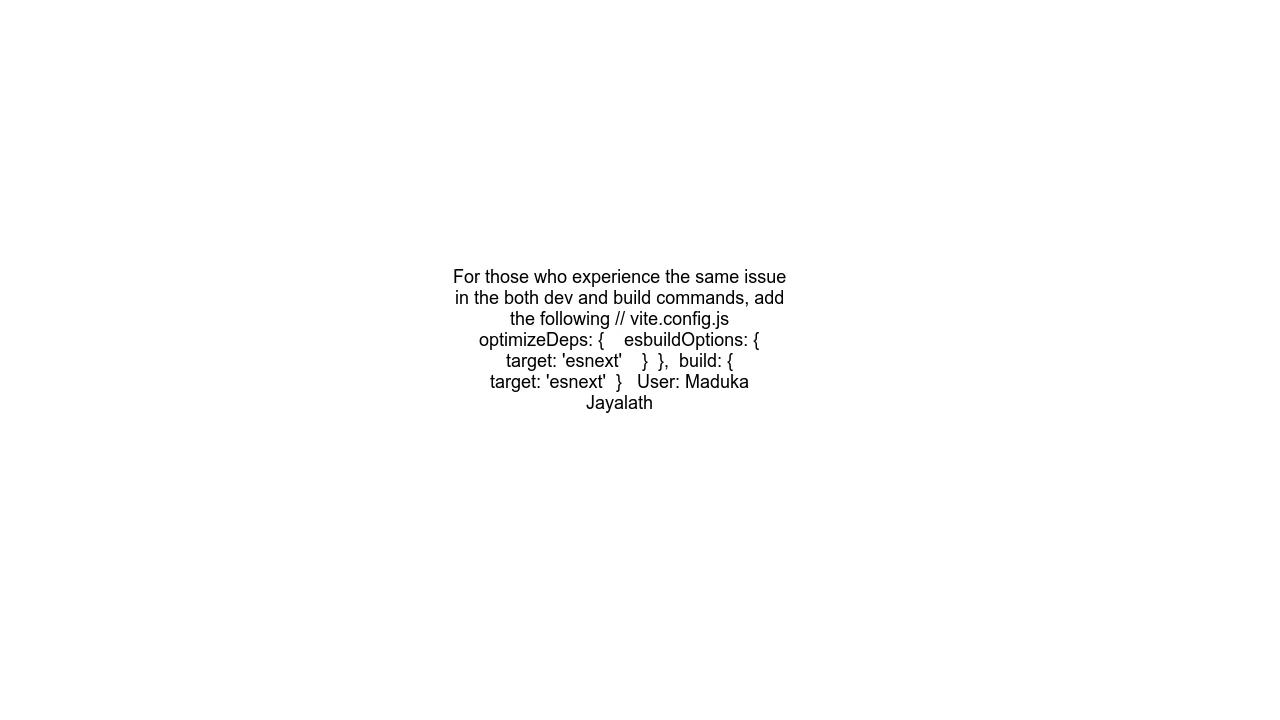 For those who experience the same issue
in the both dev and build commands, add
the following // vite.config.js
optimizeDeps: {    esbuildOptions: {
target: 'esnext'    }  },  build: {
target: 'esnext'  }   User: Maduka
Jayalath